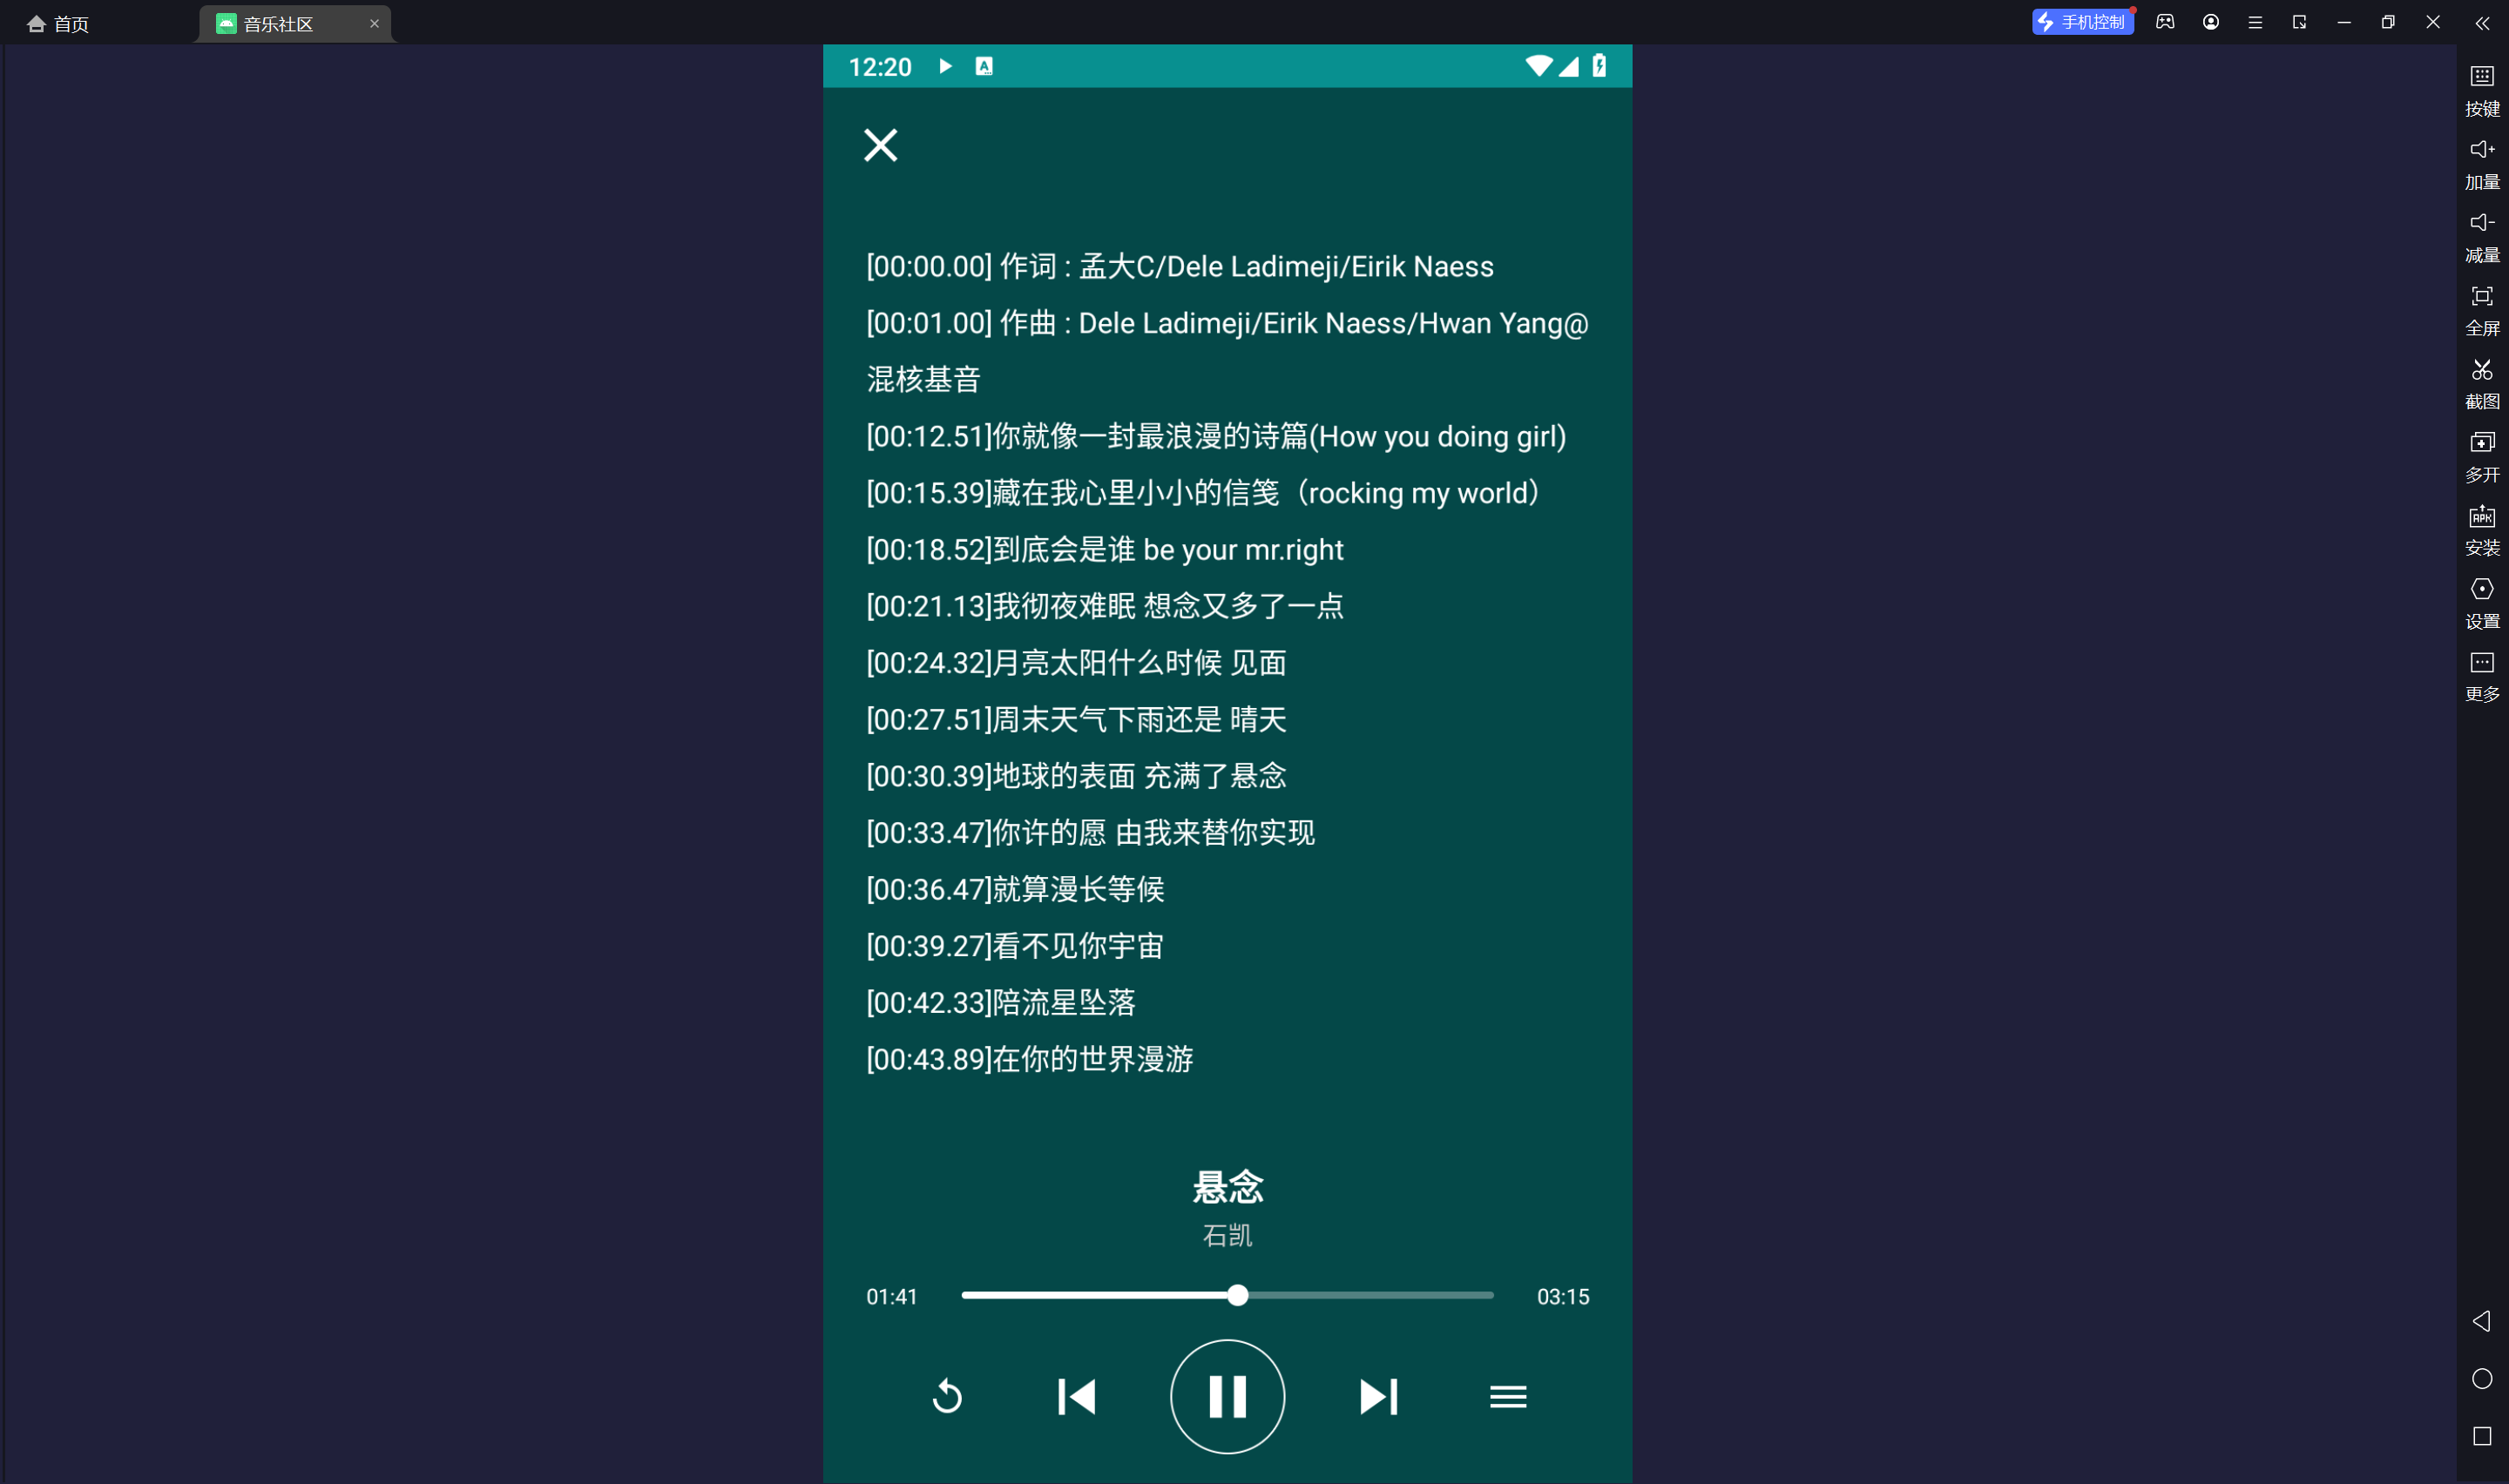 首页
音乐社区
手机控制
12:20
A
[00:00.00] 作词 : 孟大C/Dele Ladimeji/Eirik Naess
[00:01.00] 作曲 : Dele Ladimeji/Eirik Naess/Hwan Yang@
混核基音
[00:12.51]你就像一封最浪漫的诗篇(How you doing girl)
[00:15.39]藏在我心里小小的信笺（rocking my world）
[00:18.52]到底会是谁 be your mr.right
[00:21.13]我彻夜难眠 想念又多了一点
[00:24.32]月亮太阳什么时候 见面
[00:27.51]周末天气下雨还是 晴天
[00:30.39]地球的表面 充满了悬念
[00:33.47]你许的愿 由我来替你实现
[00:36.47]就算漫长等候
[00:39.27]看不见你宇宙
[00:42.33]陪流星坠落
[00:43.89]在你的世界漫游
悬念
石凯
01:41
03:15
按键
加量
减量
全屏
截图
多开
APK
安装
设置
更多